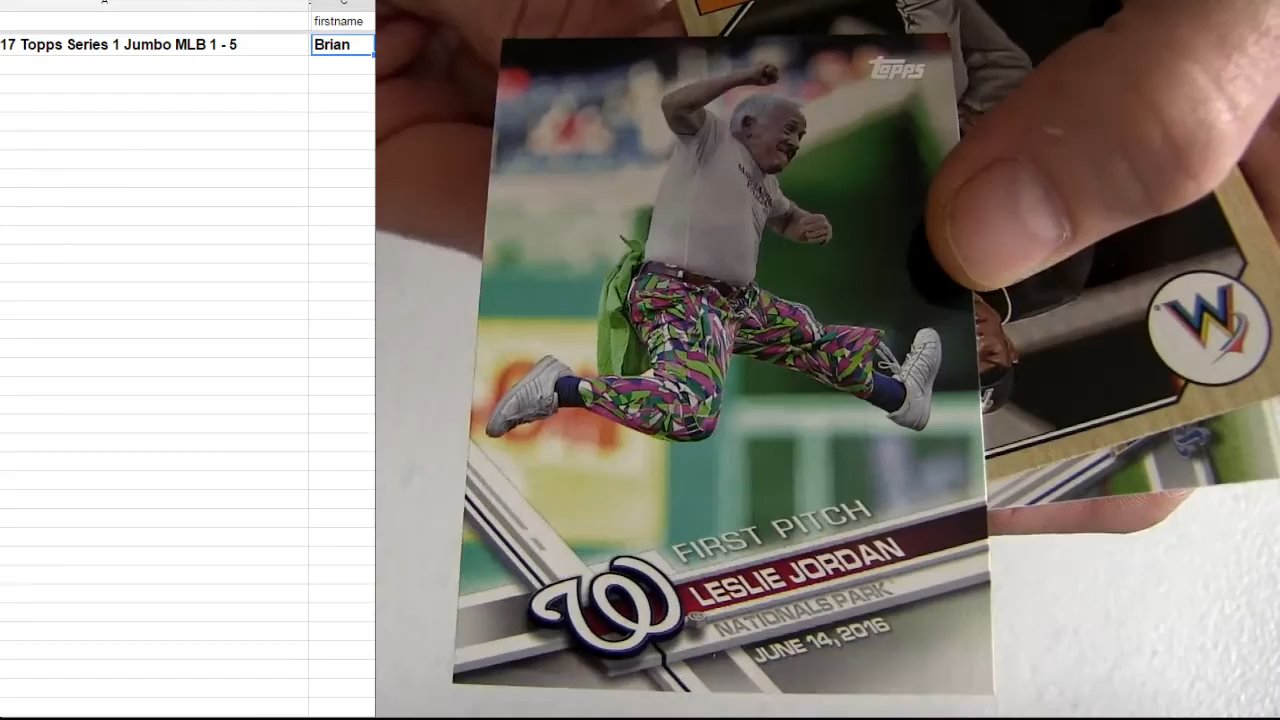 firstname
17 Topps Series 1 Jumbo MLB 1 - 5
Brian
topps
FIRST PITCH
LESLIE JORDAN
NATIONALS PARK
JUNE 14, 2016